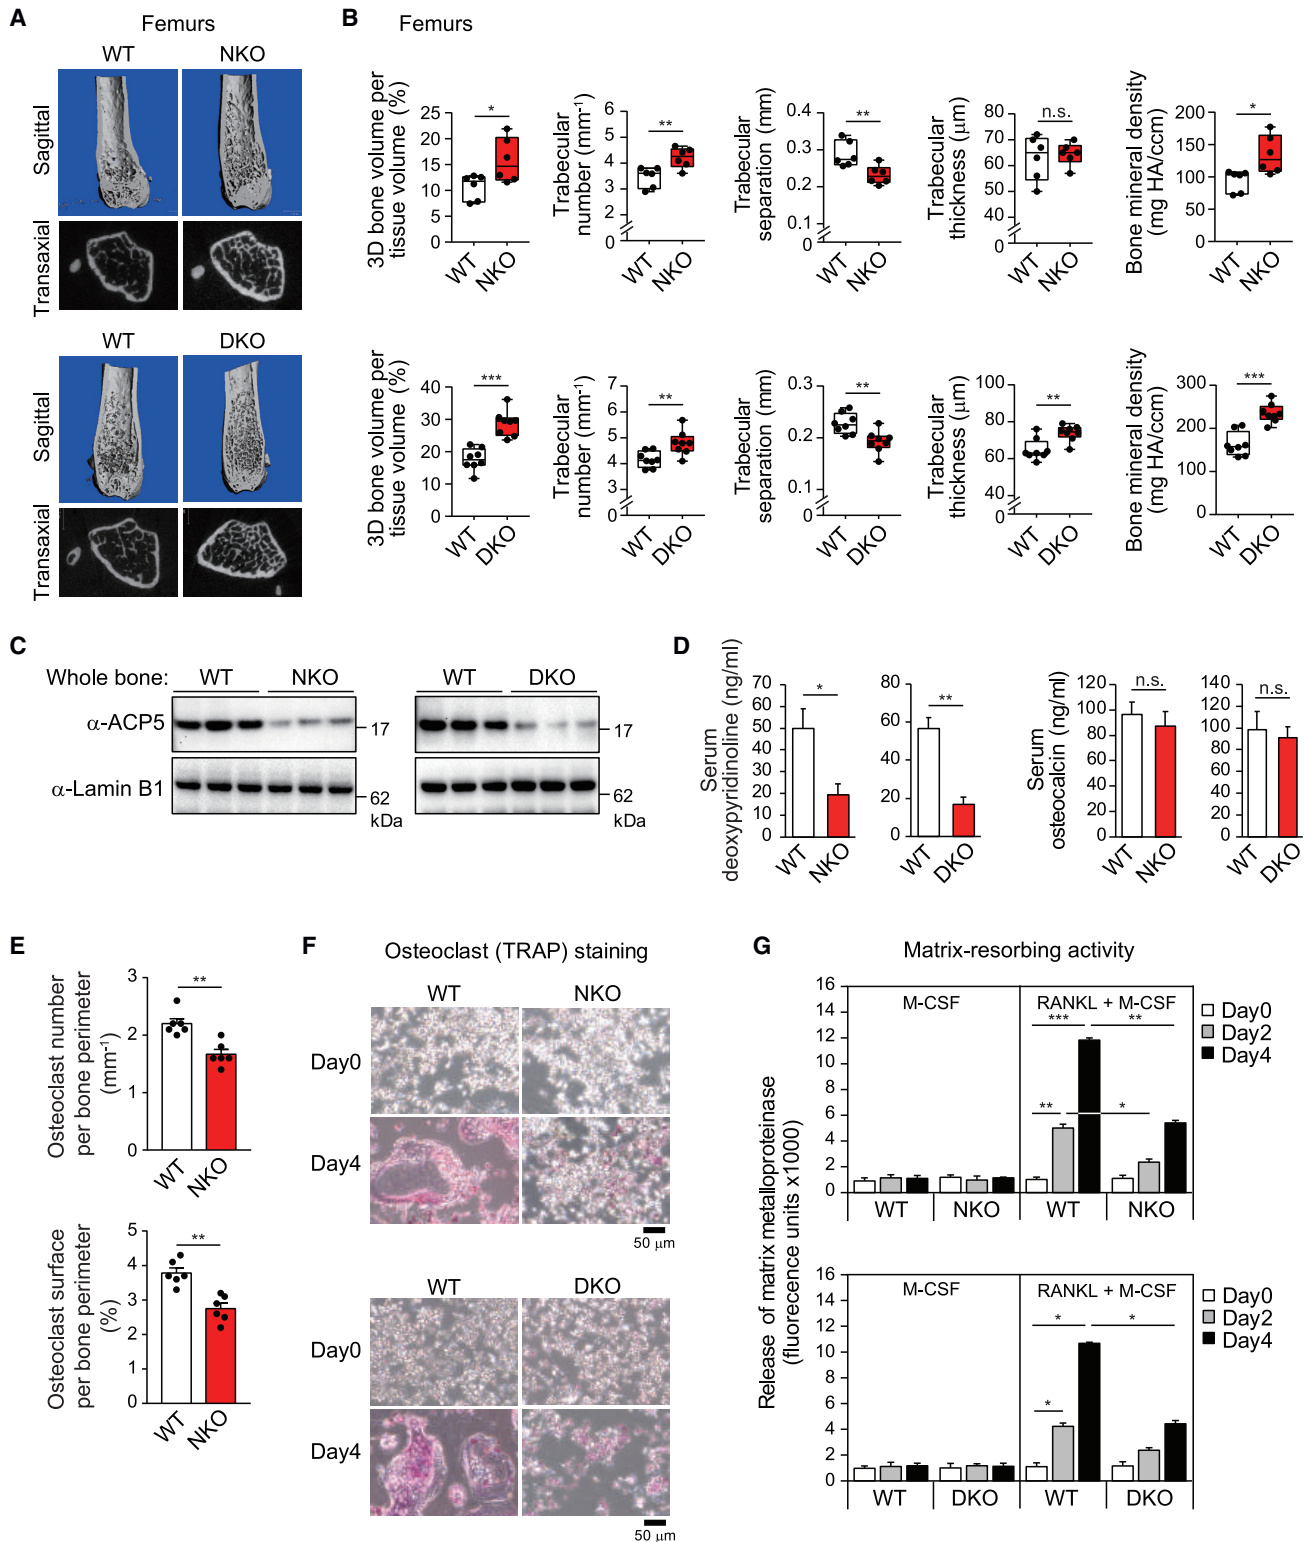 A
Femurs
WT
NKO
Sagittal
Transaxial
WT
DKO
Sagittal
Transaxial
B
Femurs
3D bone volume per
tissue volume (%)
25
20
15
10
5
0
*
WT
NKO
Trabecular
number (mm-1)
6
5
4
3
2
0
**
WT
NKO
Trabecular
separation (mm)
0.4
0.3
0.2
0.1
0
**
WT
NKO
Trabecular
thickness (μm)
80
70
60
50
40
0
n.s.
WT
NKO
Bone mineral density
(mg HA/ccm)
200
150
100
50
0
*
WT
NKO
3D bone volume per
tissue volume (%)
40
30
20
10
0
***
WT
DKO
Trabecular
number (mm-1)
7
6
5
4
3
0
**
WT
DKO
Trabecular
separation (mm)
0.3
0.2
0.1
0
**
WT
DKO
Trabecular
thickness (μm)
100
80
60
40
0
**
WT
DKO
Bone mineral density
(mg HA/ccm)
300
200
100
0
***
WT
DKO
C
Whole bone:
WT
NKO
WT
DKO
α-ACP5
17
17
α-Lamin B1
62
kDa
62
kDa
D
Serum
deoxypyridinoline (ng/ml)
70
60
50
40
30
20
10
0
*
WT
NKO
80
60
40
20
0
**
WT
DKO
Serum
osteocalcin (ng/ml)
120
100
80
60
40
20
0
n.s.
WT
NKO
140
120
100
80
60
40
20
0
n.s.
WT
DKO
E
Osteoclast number
per bone perimeter
(mm-1)
3
2
1
0
**
WT
NKO
Osteoclast surface
per bone perimeter
(%)
5
4
3
2
1
0
**
WT
NKO
F
Osteoclast (TRAP) staining
WT
NKO
Day0
Day4
50 μm
WT
DKO
Day0
Day4
50 μm
G
Matrix-resorbing activity
Release of matrix metalloproteinase
(fluorecence units x1000)
16
14
12
10
8
6
4
2
0
M-CSF
RANKL + M-CSF
***
**
**
*
WT
NKO
WT
NKO
Day0
Day2
Day4
16
14
12
10
8
6
4
2
0
M-CSF
RANKL + M-CSF
*
*
*
WT
DKO
WT
DKO
Day0
Day2
Day4